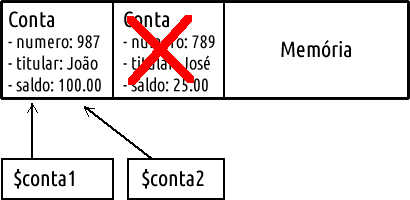 Conta
- numero: 987
- titular: João
- saldo: 100.00
Conta
- numero: 789
- titular: José
- saldo: 25.00
Memória
$conta1
$conta2